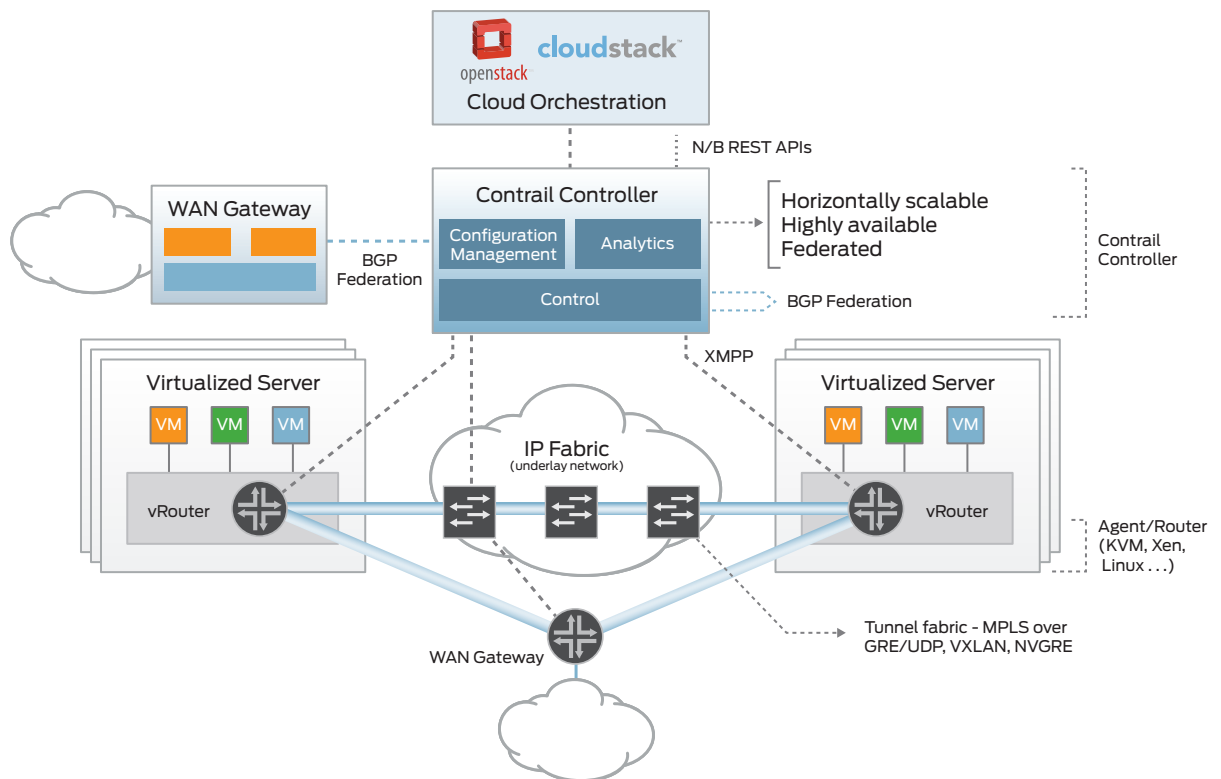 openstack™
cloudstack™
Cloud Orchestration
N/B REST APIs
WAN Gateway
BGP
Federation
Contrail Controller
Configuration
Management
Analytics
Control
Horizontally scalable
Highly available
Federated
BGP Federation
Contrail
Controller
XMPP
Virtualized Server
VM
VM
VM
vRouter
IP Fabric
(underlay network)
Virtualized Server
VM
VM
VM
vRouter
Agent/Router
(KVM, Xen,
Linux . . .)
WAN Gateway
Tunnel fabric - MPLS over
GRE/UDP, VXLAN, NVGRE